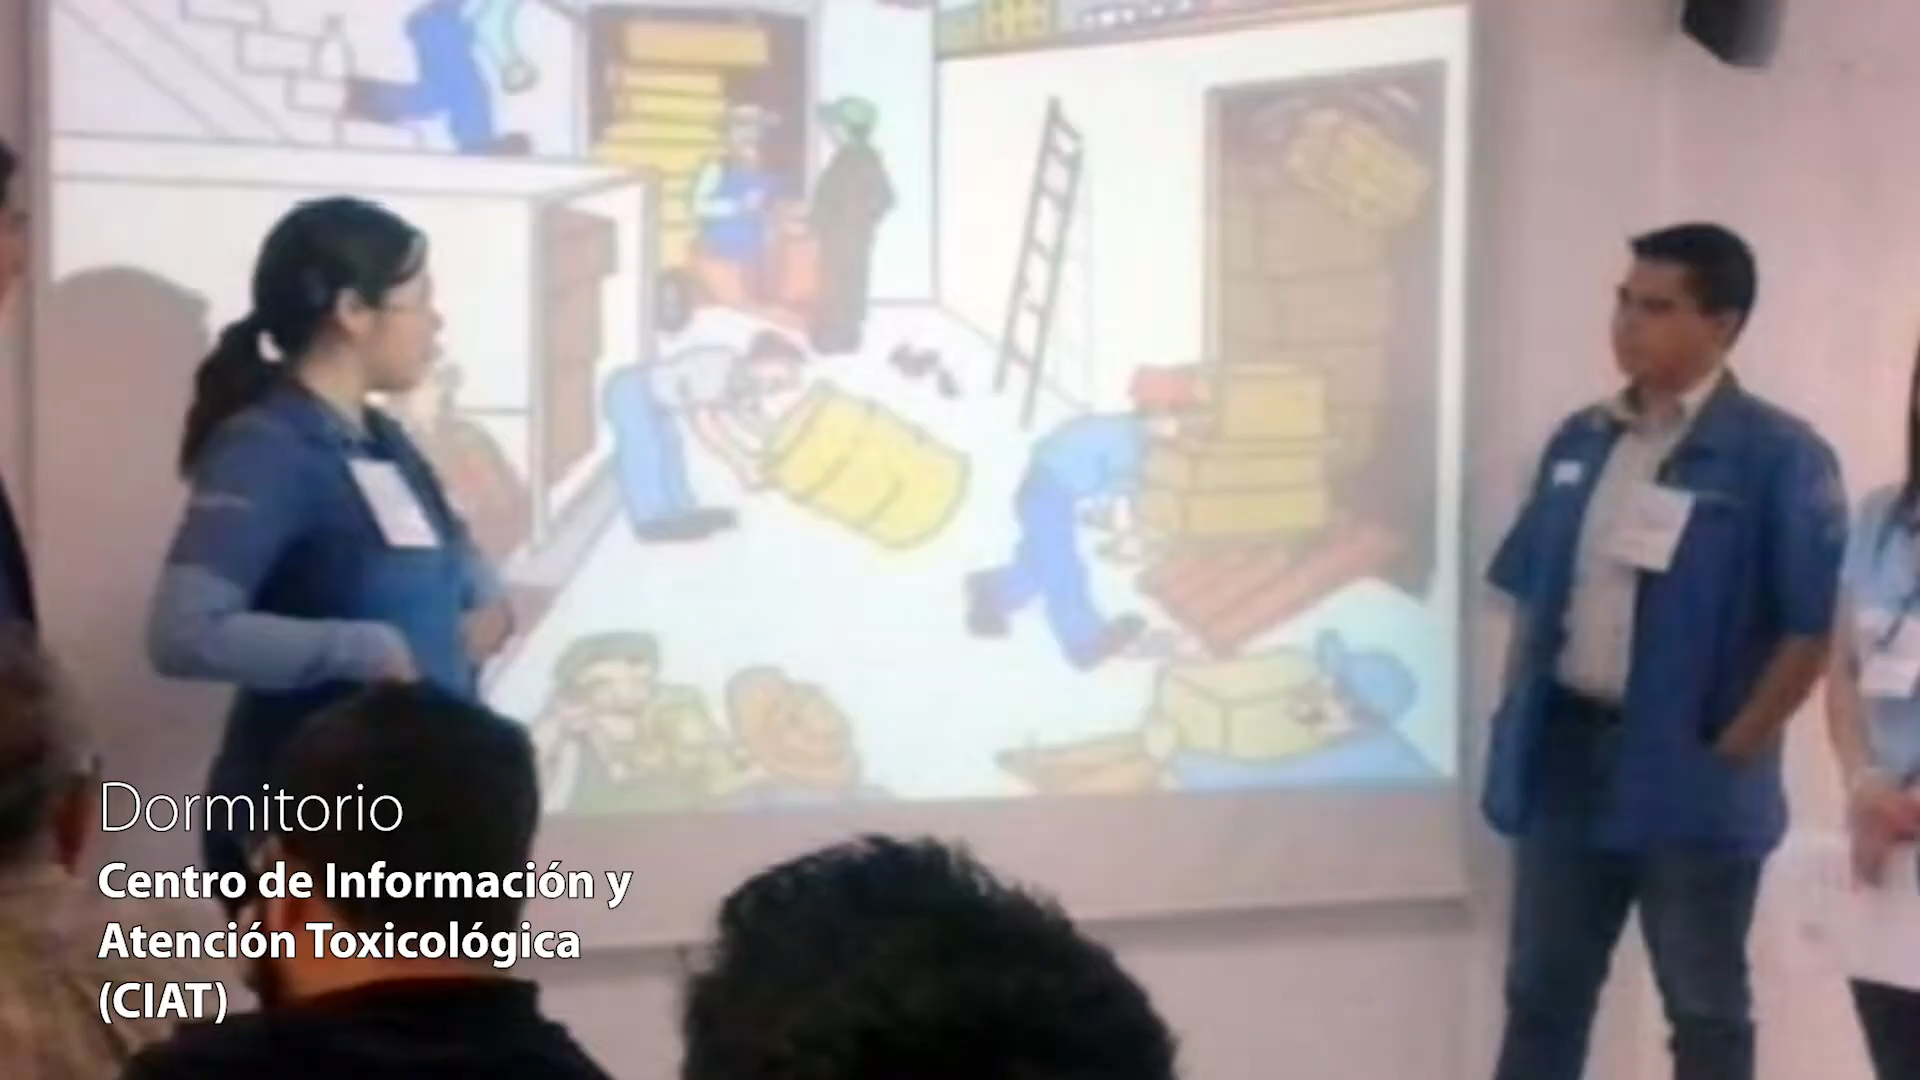 Dormitorio
Centro de Información y
Atención Toxicológica
(CIAT)